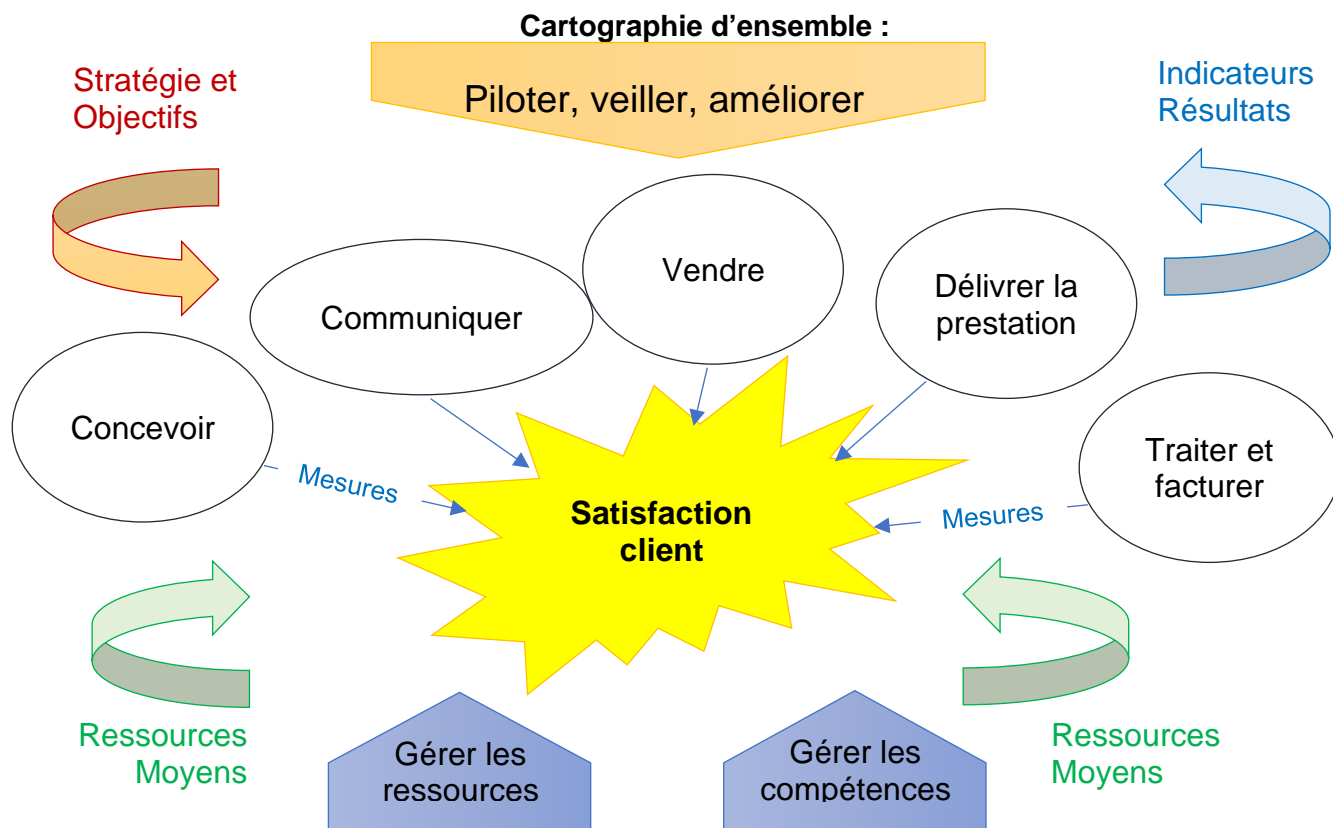 Cartographie d’ensemble :
Piloter, veiller, améliorer
Stratégie et
Objectifs
Indicateurs
Résultats
Vendre
Communiquer
Délivrer la
prestation
Concevoir
Traiter et
facturer
Mesures
Mesures
Satisfaction
client
Ressources
Moyens
Gérer les
ressources
Gérer les
compétences
Ressources
Moyens